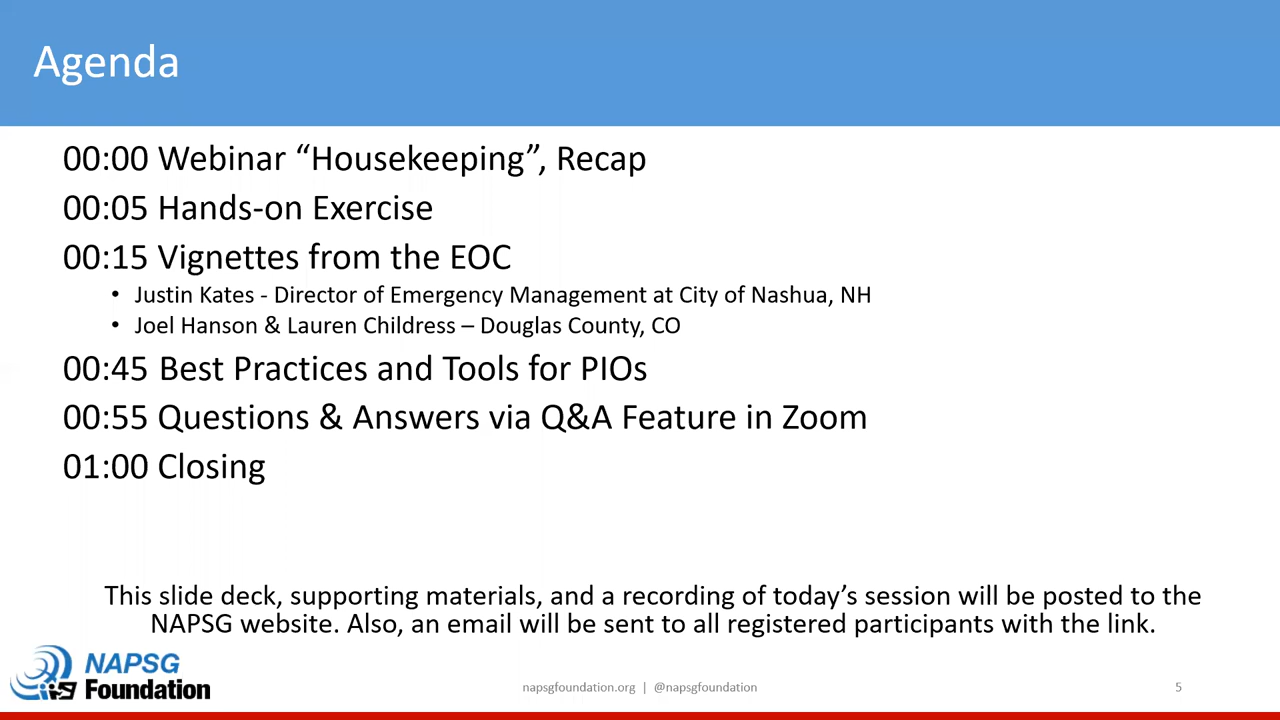 Agenda
00:00 Webinar “Housekeeping”, Recap
00:05 Hands-on Exercise
00:15 Vignettes from the EOC
• Justin Kates - Director of Emergency Management at City of Nashua, NH
• Joel Hanson & Lauren Childress – Douglas County, CO
00:45 Best Practices and Tools for PIOs
00:55 Questions & Answers via Q&A Feature in Zoom
01:00 Closing
This slide deck, supporting materials, and a recording of today’s session will be posted to the
NAPSG website. Also, an email will be sent to all registered participants with the link.
NAPSG
Foundation
napsgfoundation.org | @napsgfoundation
5